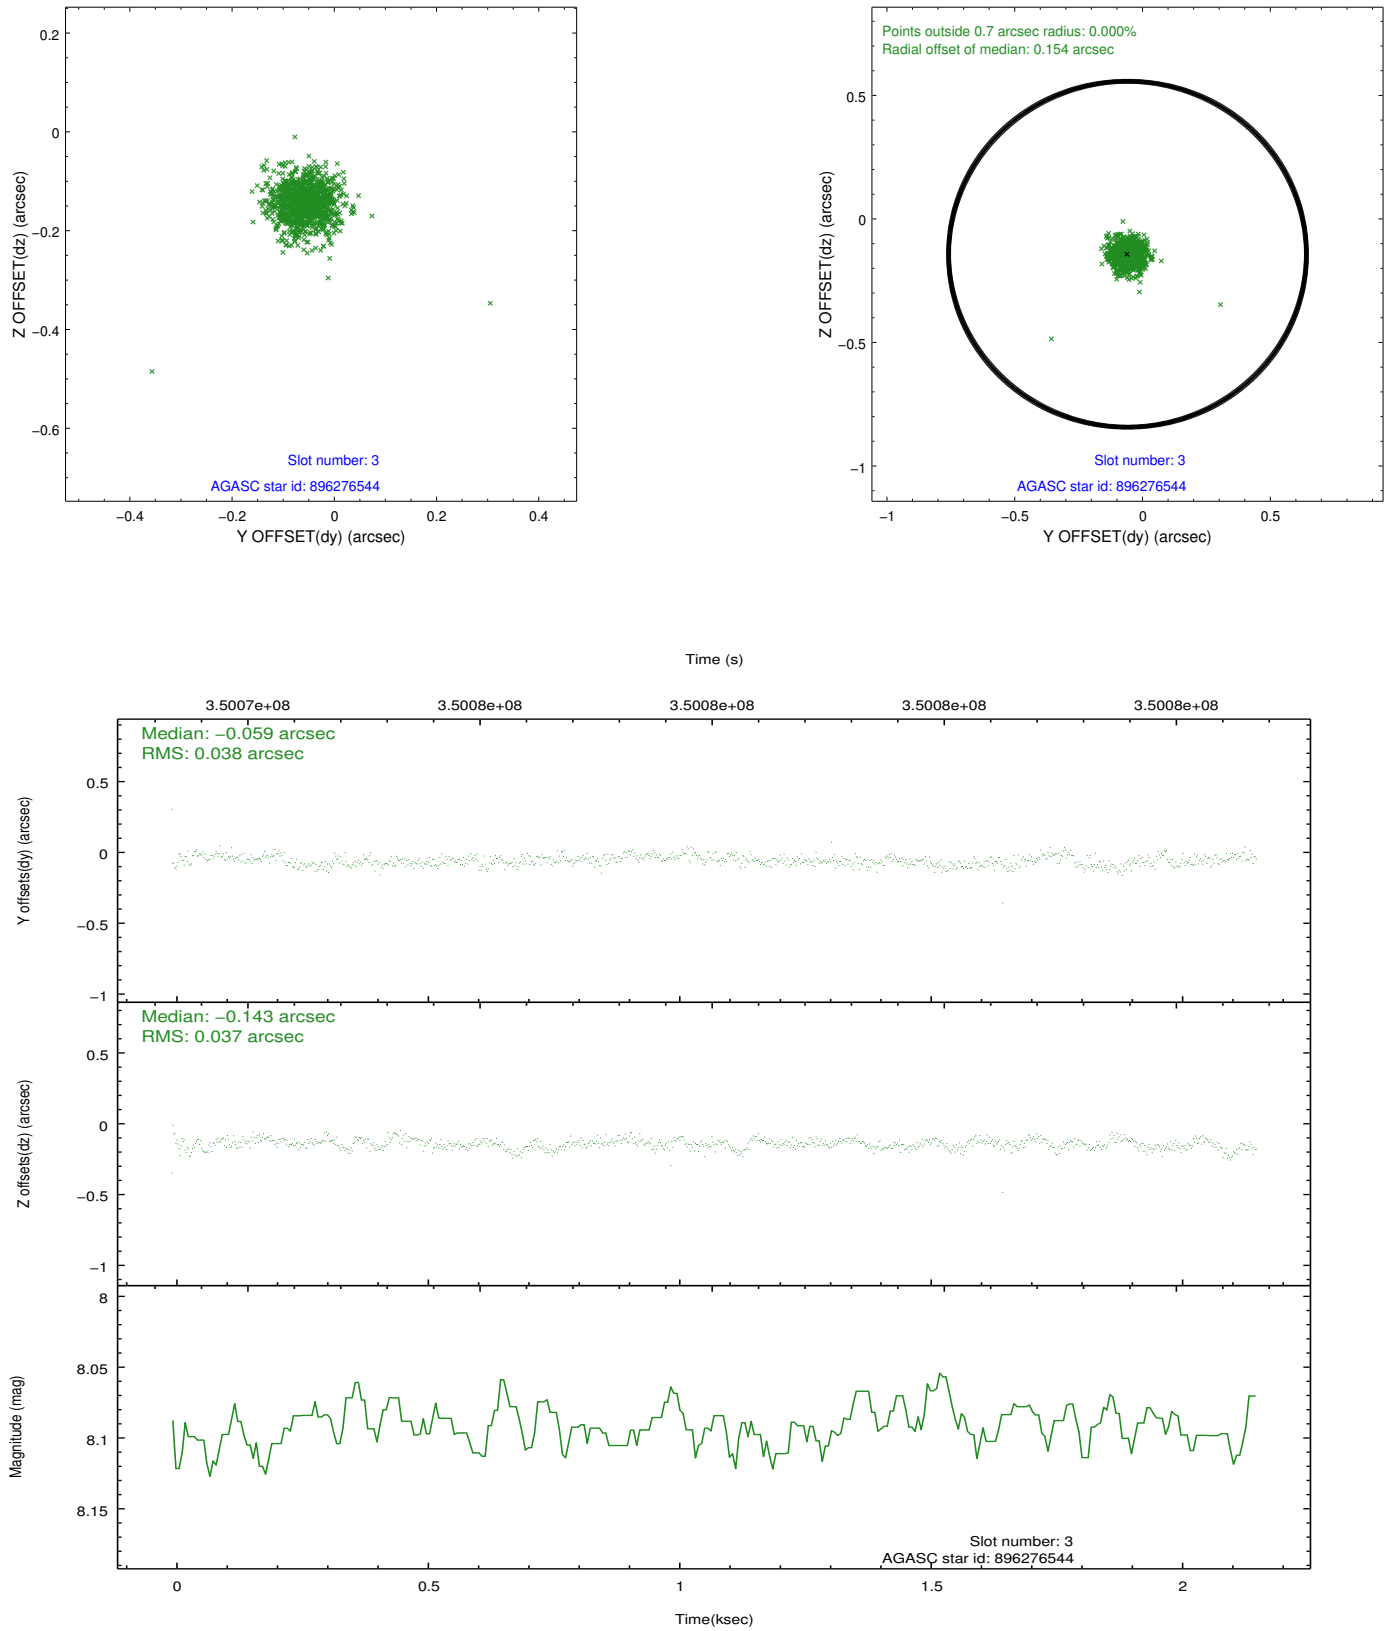 0.2
0
−0.2
−0.4
−0.6
Z OFFSET(dz) (arcsec)
Slot number: 3
AGASC star id: 896276544
−0.4
−0.2
0
0.2
0.4
Y OFFSET(dy) (arcsec)
Points outside 0.7 arcsec radius: 0.000%
Radial offset of median: 0.154 arcsec
0.5
0
−0.5
−1
Z OFFSET(dz) (arcsec)
Slot number: 3
AGASC star id: 896276544
−1
−0.5
0
0.5
Y OFFSET(dy) (arcsec)
Time (s)
3.5007e+08
3.5008e+08
3.5008e+08
3.5008e+08
3.5008e+08
Median: −0.059 arcsec
RMS: 0.038 arcsec
0.5
0
−0.5
−1
Y offsets(dy) (arcsec)
Median: −0.143 arcsec
RMS: 0.037 arcsec
0.5
0
−0.5
−1
Z offsets(dz) (arcsec)
8
8.05
8.1
8.15
Magnitude (mag)
Slot number: 3
AGASC star id: 896276544
0
0.5
1
1.5
2
Time(ksec)